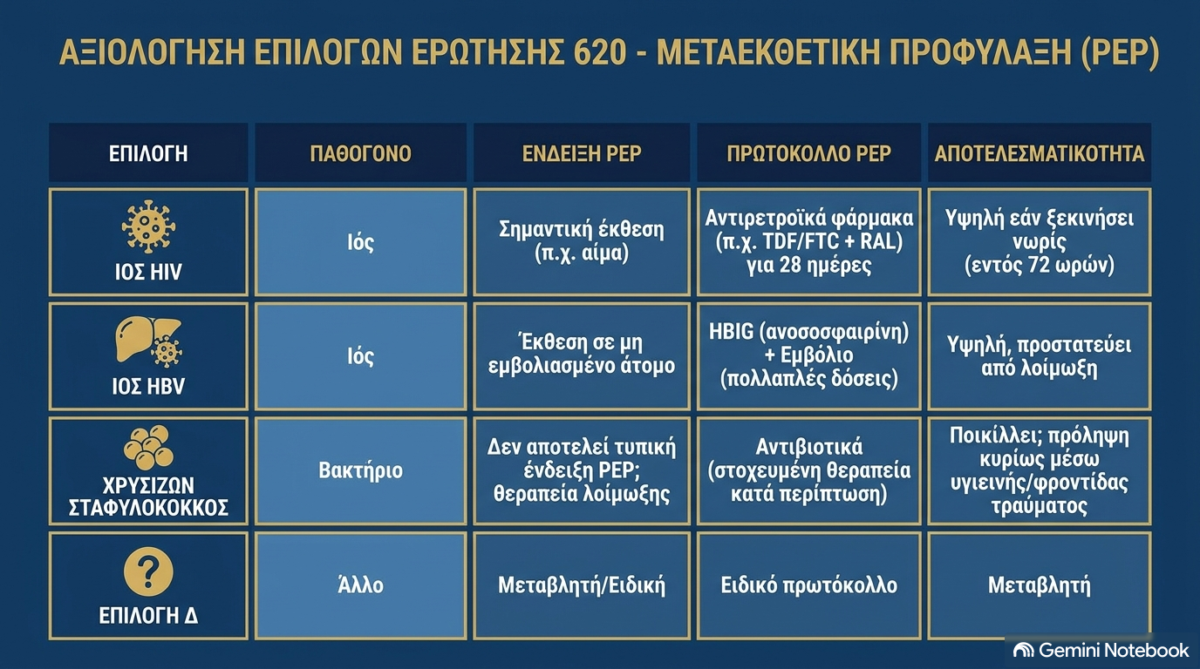 ΑΞΙΟΛΟΓΗΣΗ ΕΠΙΛΟΓΩΝ ΕΡΩΤΗΣΗΣ 620 - ΜΕΤΑΕΚΘΕΤΙΚΗ ΠΡΟΦΥΛΑΞΗ (PEP)
ΕΠΙΛΟΓΗ
ΠΑΘΟΓΟΝΟ
ΕΝΔΕΙΞΗ PEP
ΠΡΩΤΟΚΟΛΛΟ PEP
ΑΠΟΤΕΛΕΣΜΑΤΙΚΟΤΗΤΑ
ΙΟΣ HIV
Ιός
Σημαντική έκθεση
(π.χ. αίμα)
Αντιρετροϊκά φάρμακα
(π.χ. TDF/FTC + RAL)
για 28 ημέρες
Υψηλή εάν ξεκινήσει
νωρίς
(εντός 72 ωρών)
ΙΟΣ HBV
Ιός
Έκθεση σε μη
εμβολιασμένο άτομο
HBIG (ανοσοσφαιρίνη)
+ Εμβόλιο
(πολλαπλές δόσεις)
Υψηλή, προστατεύει
από λοίμωξη
ΧΡΥΣΙΖΩΝ
ΣΤΑΦΥΛΟΚΟΚΚΟΣ
Βακτήριο
Δεν αποτελεί τυπική
ένδειξη PEP;
θεραπεία λοίμωξης
Αντιβιοτικά
(στοχευμένη θεραπεία
κατά περίπτωση)
Ποικίλλει; πρόληψη
κυρίως μέσω
υγιεινής/φροντίδας
τραύματος
?
ΕΠΙΛΟΓΗ Δ
Άλλο
Μεταβλητή/Ειδική
Ειδικό πρωτόκολλο
Μεταβλητή
Gemini Notebook